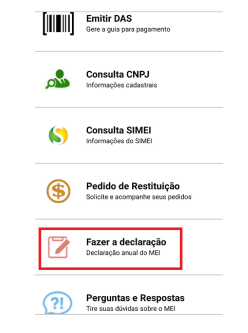 Emitir DAS
Gere a guia para pagamento
Consulta CNPJ
Informações cadastrais
Consulta SIMEI
Informações do SIMEI
Pedido de Restituição
Solicite e acompanhe seus pedidos
Fazer a declaração
Declaração anual do MEI
?!
Perguntas e Respostas
Tire suas dúvidas sobre o MEI